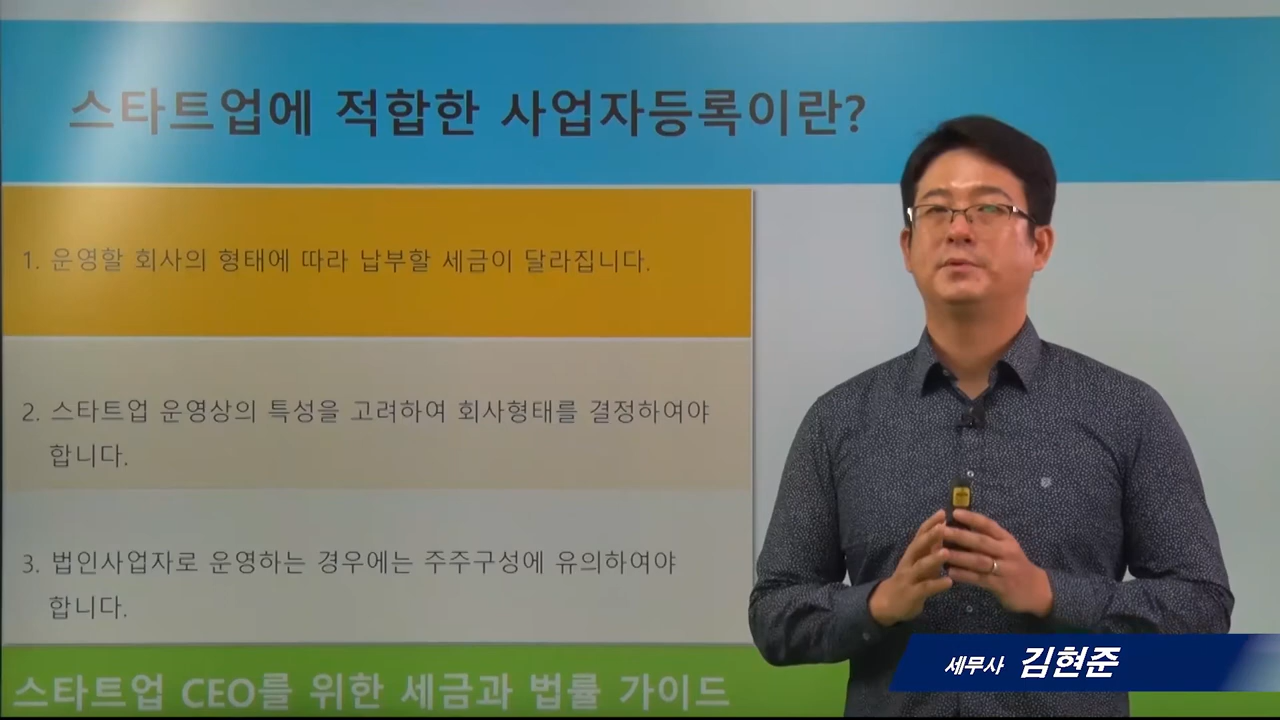 스타트업에 적합한 사업자등록이란?
1. 운영할 회사의 형태에 따라 납부할 세금이 달라집니다.
2. 스타트업 운영상의 특성을 고려하여 회사형태를 결정하여야
합니다.
3. 법인사업자로 운영하는 경우에는 주주구성에 유의하여야
합니다.
스타트업 CEO를 위한 세금과 법률 가이드
세무사 김현준